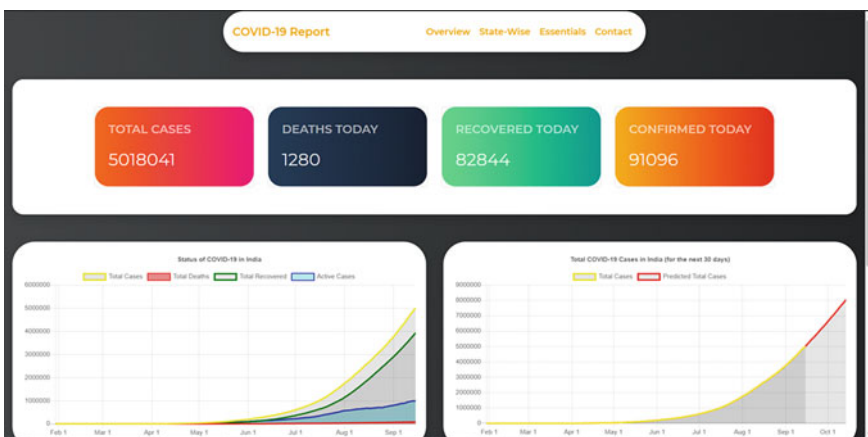 COVID-19 Report Overview State-Wise Essentials Contact
TOTAL CASES
5018041
DEATHS TODAY
1280
RECOVERED TODAY
82844
CONFIRMED TODAY
91096
Status of COVID-19 in India
Total Cases Total Deaths Total Recovered Active Cases
6000000
5000000
4000000
3000000
2000000
1000000
0
Feb 1 Mar 1 Apr 1 May 1 Jun 1 Jul 1 Aug 1 Sep 1
Total COVID-19 Cases in India (for the next 30 days)
Total Cases Predicted Total Cases
9000000
8000000
7000000
6000000
5000000
4000000
3000000
2000000
1000000
0
Feb 1 Mar 1 Apr 1 May 1 Jun 1 Jul 1 Aug 1 Sep 1 Oct 1